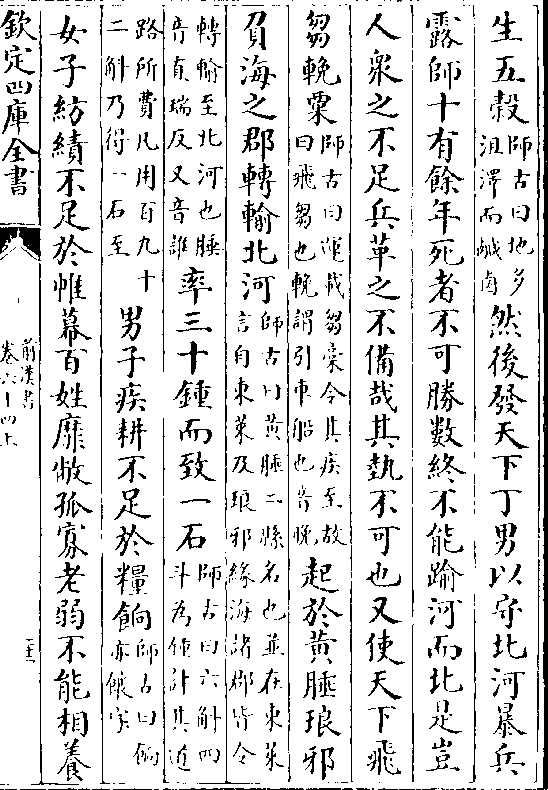 生五穀師古曰地多沮澤而鹹鹵然後發天下丁男以守北河暴兵
露師十有餘年死者不可勝數終不能踰河而北是豈
人衆之不足兵革之不備哉其埶不可也又使天下飛
芻輓粟師古曰運載芻槀令其疾至故曰飛芻也輓謂引車船也音晚起於黄腄琅邪
負海之郡轉輸北河師古曰黄腄二縣名也並在東萊言自東萊及琅邪緣海諸郡皆令
轉輸至北河也腄音直瑞反又音誰率三十鍾而致一石師古曰六斛四斗為鍾計其道
路所費凡用百九十二斛乃得一石至男子疾耕不足於糧餉師古曰餉亦饟字
女子紡績不足於帷幕百姓靡敝孤寡老弱不能相養
欽定四庫全書
前漢書
卷六十四上